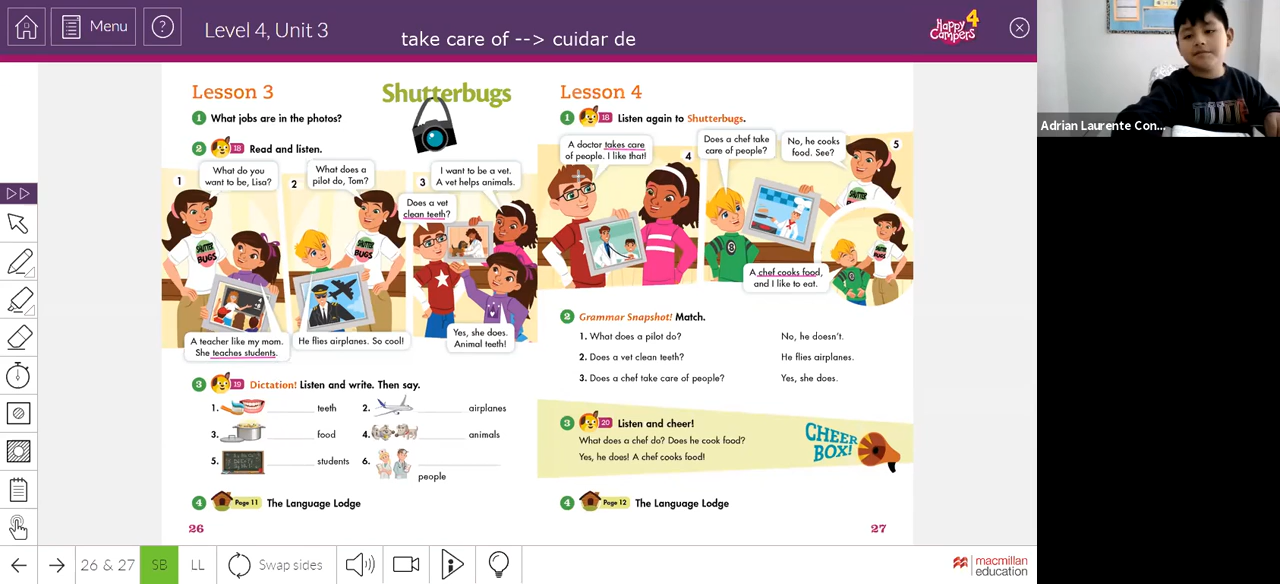 Menu
?
Level 4, Unit 3
take care of --> cuidar de
Happy Campers 4
Adrian Laurente Con...
Lesson 3
Shutterbugs
1 What jobs are in the photos?
2 18 Read and listen.
1
What do you
want to be, Lisa?
A teacher like my mom.
She teaches students.
2
What does a
pilot do, Tom?
He flies airplanes. So cool!
3
I want to be a vet.
A vet helps animals.
Does a vet
clean teeth?
Yes, she does.
Animal teeth!
SHUTTER
BUGS
SHUTTER
BUGS
3 19 Dictation! Listen and write. Then say.
1. ________ teeth
2. ________ airplanes
3. ________ food
4. ________ animals
5. ________ students
6. ________
people
4 Page 11 The Language Lodge
26
Lesson 4
1 18 Listen again to Shutterbugs.
A doctor takes care
of people. I like that!
4
Does a chef take
care of people?
No, he cooks
food. See?
5
A chef cooks food,
and I like to eat.
2 Grammar Snapshot! Match.
1. What does a pilot do? No, he doesn't.
2. Does a vet clean teeth? He flies airplanes.
3. Does a chef take care of people? Yes, she does.
3 20 Listen and cheer!
What does a chef do? Does he cook food?
Yes, he does! A chef cooks food!
CHEER
BOX!
4 Page 12 The Language Lodge
27
26 & 27
SB
LL
Swap sides
macmillan
education